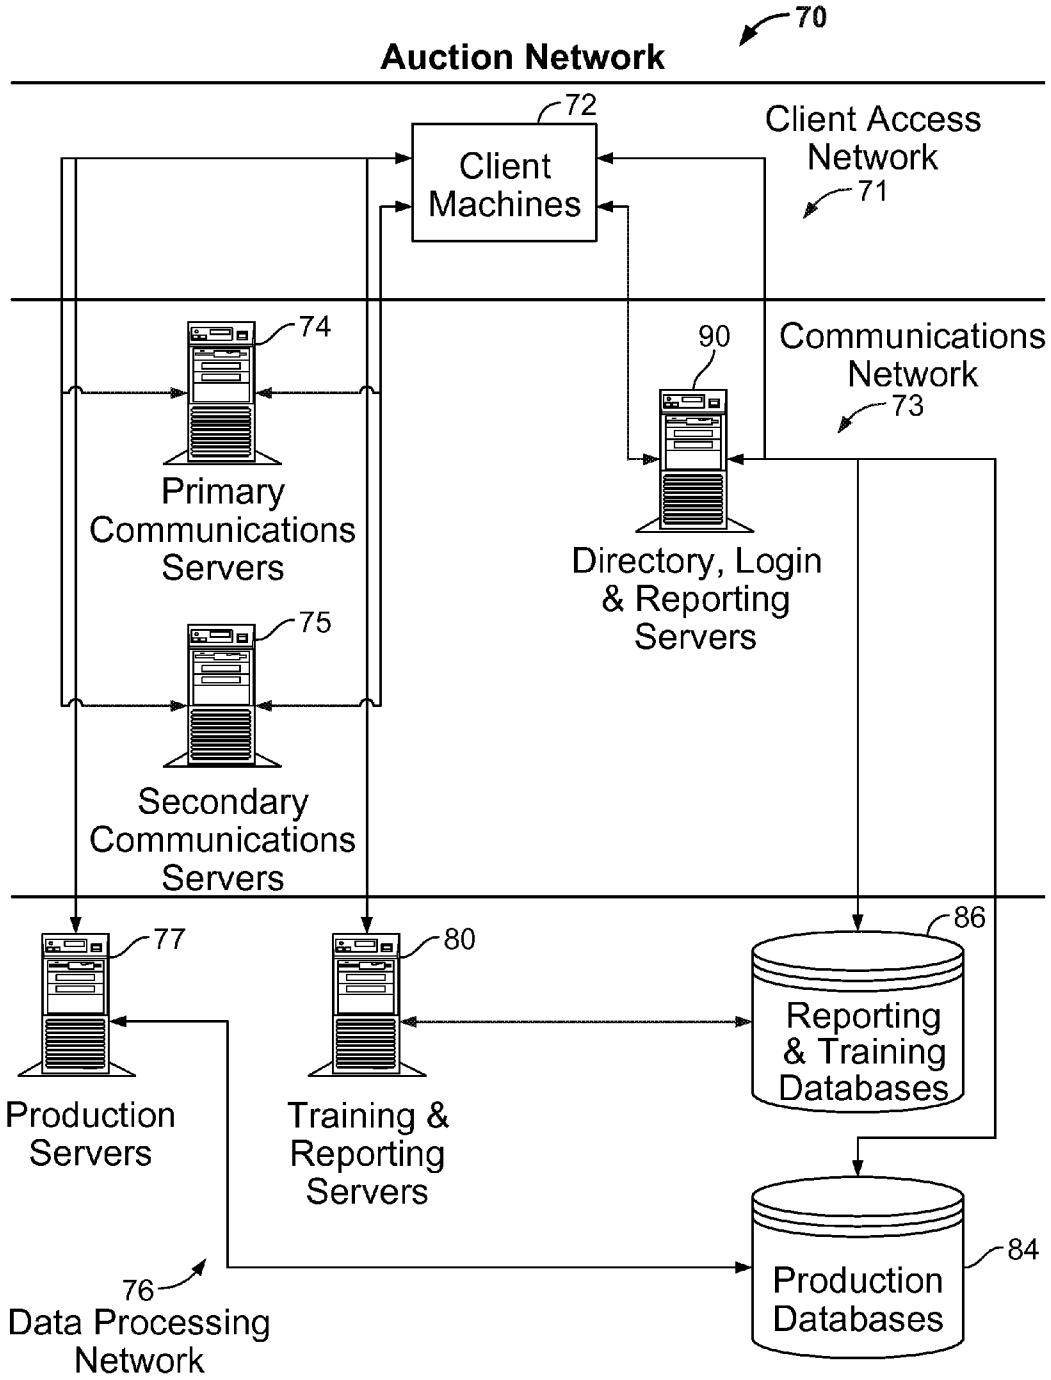 70
Auction Network
72
Client Access
Network
71
Client
Machines
74
90
Communications
Network
73
Primary
Communications
Servers
Directory, Login
& Reporting
Servers
75
Secondary
Communications
Servers
77
80
86
Reporting
& Training
Databases
Production
Servers
Training &
Reporting
Servers
84
Production
Databases
76
Data Processing
Network